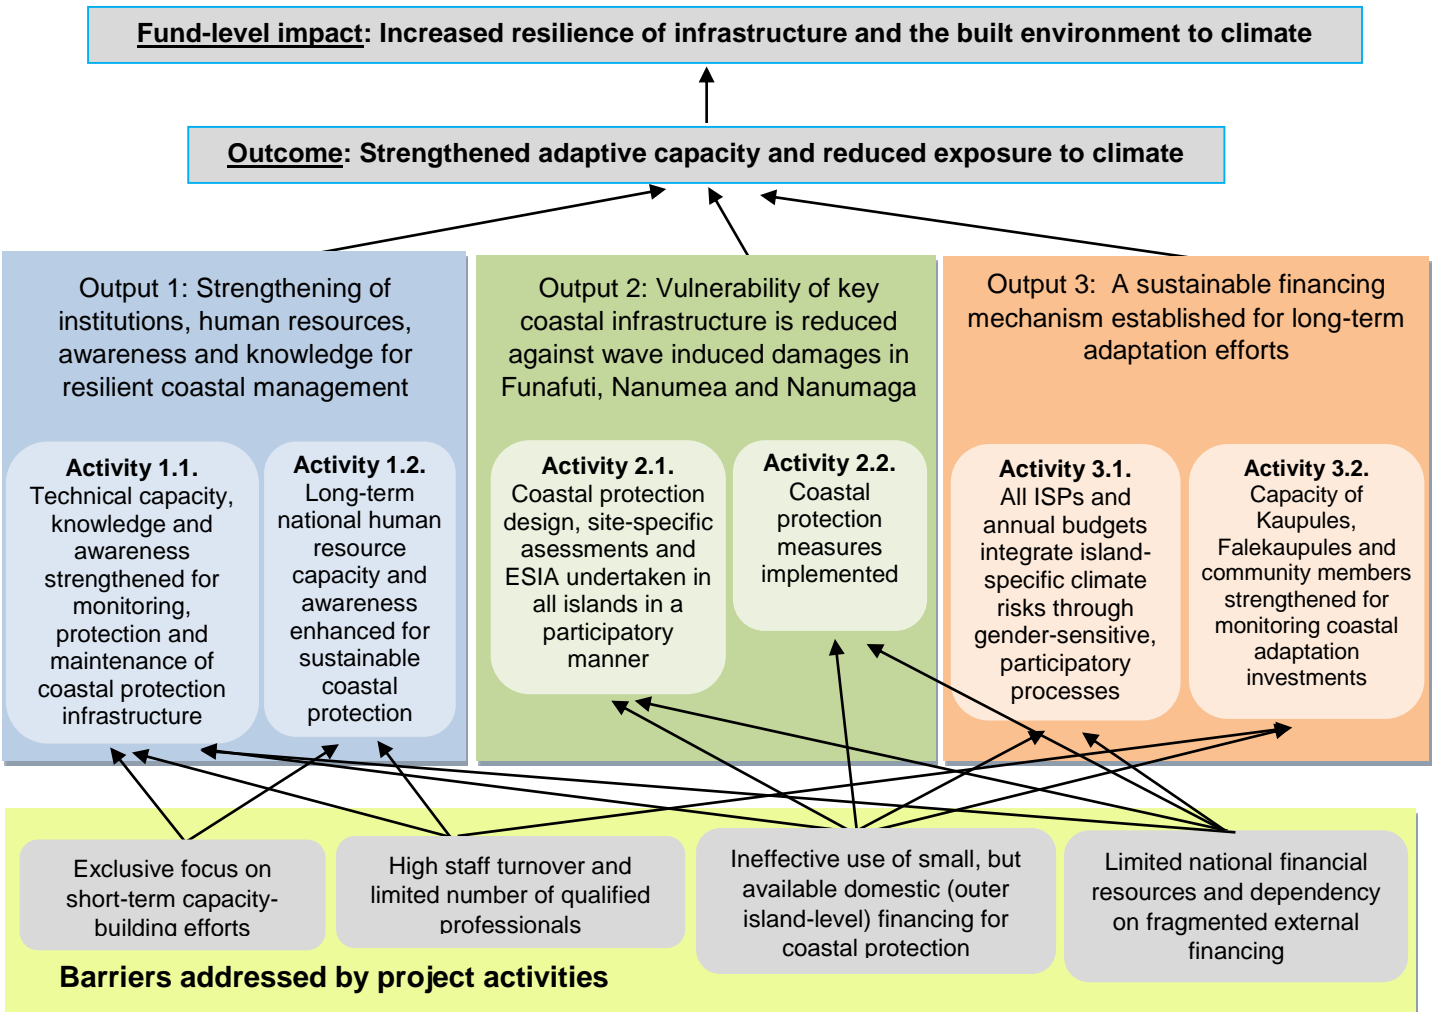 Fund-level impact: Increased resilience of infrastructure and the built environment to climate
Outcome: Strengthened adaptive capacity and reduced exposure to climate
Output 1: Strengthening of
institutions, human resources,
awareness and knowledge for
resilient coastal management
Activity 1.1.
Technical capacity,
knowledge and
awareness
strengthened for
monitoring,
protection and
maintenance of
coastal protection
infrastructure
Activity 1.2.
Long-term
national human
resource
capacity and
awareness
enhanced for
sustainable
coastal
protection
Output 2: Vulnerability of key
coastal infrastructure is reduced
against wave induced damages in
Funafuti, Nanumea and Nanumaga
Activity 2.1.
Coastal protection
design, site-specific
asessments and
ESIA undertaken in
all islands in a
participatory
manner
Activity 2.2.
Coastal
protection
measures
implemented
Output 3:  A sustainable financing
mechanism established for long-term
adaptation efforts
Activity 3.1.
All ISPs and
annual budgets
integrate island-
specific climate
risks through
gender-sensitive,
participatory
processes
Activity 3.2.
Capacity of
Kaupules,
Falekaupules and
community members
strengthened for
monitoring coastal
adaptation
investments
Exclusive focus on
short-term capacity-
building efforts
High staff turnover and
limited number of qualified
professionals
Ineffective use of small, but
available domestic (outer
island-level) financing for
coastal protection
Limited national financial
resources and dependency
on fragmented external
financing
Barriers addressed by project activities